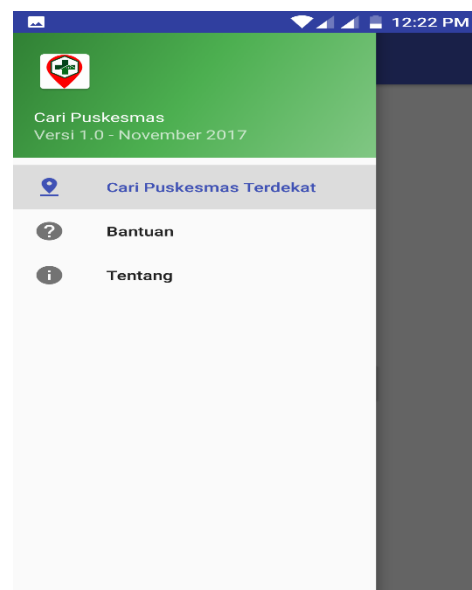 12:22 PM
Cari Puskesmas
Versi 1.0 - November 2017
Cari Puskesmas Terdekat
Bantuan
Tentang